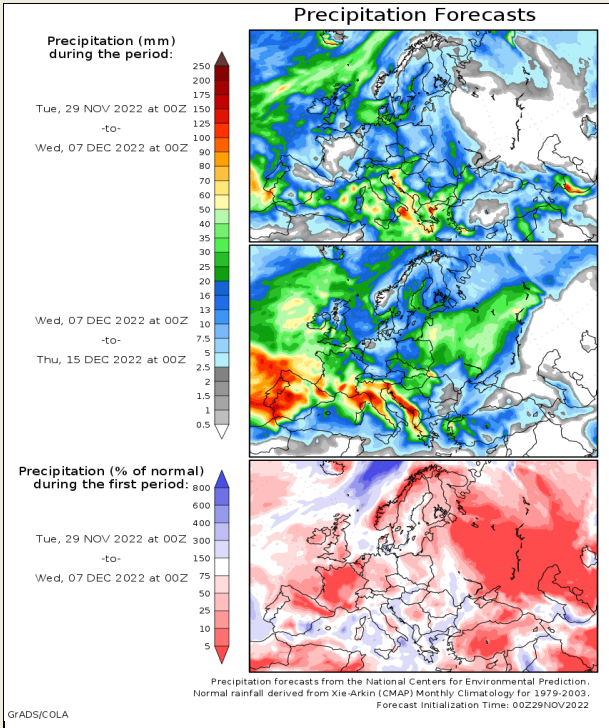 Precipitation Forecasts
Precipitation (mm)
during the period:
Tue, 29 NOV 2022 at 00Z
-to-
Wed, 07 DEC 2022 at 00Z
250
200
175
150
125
100
90
80
70
60
50
40
35
30
25
20
16
13
10
7.5
5
2.5
2
1.5
1
0.5
Wed, 07 DEC 2022 at 00Z
-to-
Thu, 15 DEC 2022 at 00Z
Precipitation (% of normal)
during the first period:
Tue, 29 NOV 2022 at 00Z
-to-
Wed, 07 DEC 2022 at 00Z
800
600
400
300
150
75
50
25
10
5
Precipitation forecasts from the National Centers for Environmental Prediction.
Normal rainfall derived from Xie-Arkin (CMAP) Monthly Climatology for 1979-2003.
Forecast Initialization Time: 00Z29NOV2022
GrADS/COLA